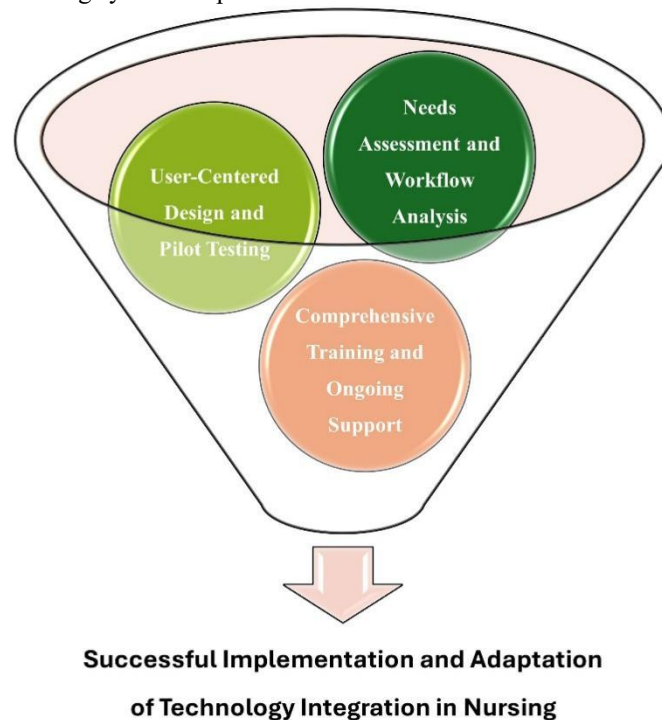 Needs
Assessment and
Workflow
Analysis
User-Centered
Design and
Pilot Testing
Comprehensive
Training and
Ongoing
Support
Successful Implementation and Adaptation
of Technology Integration in Nursing